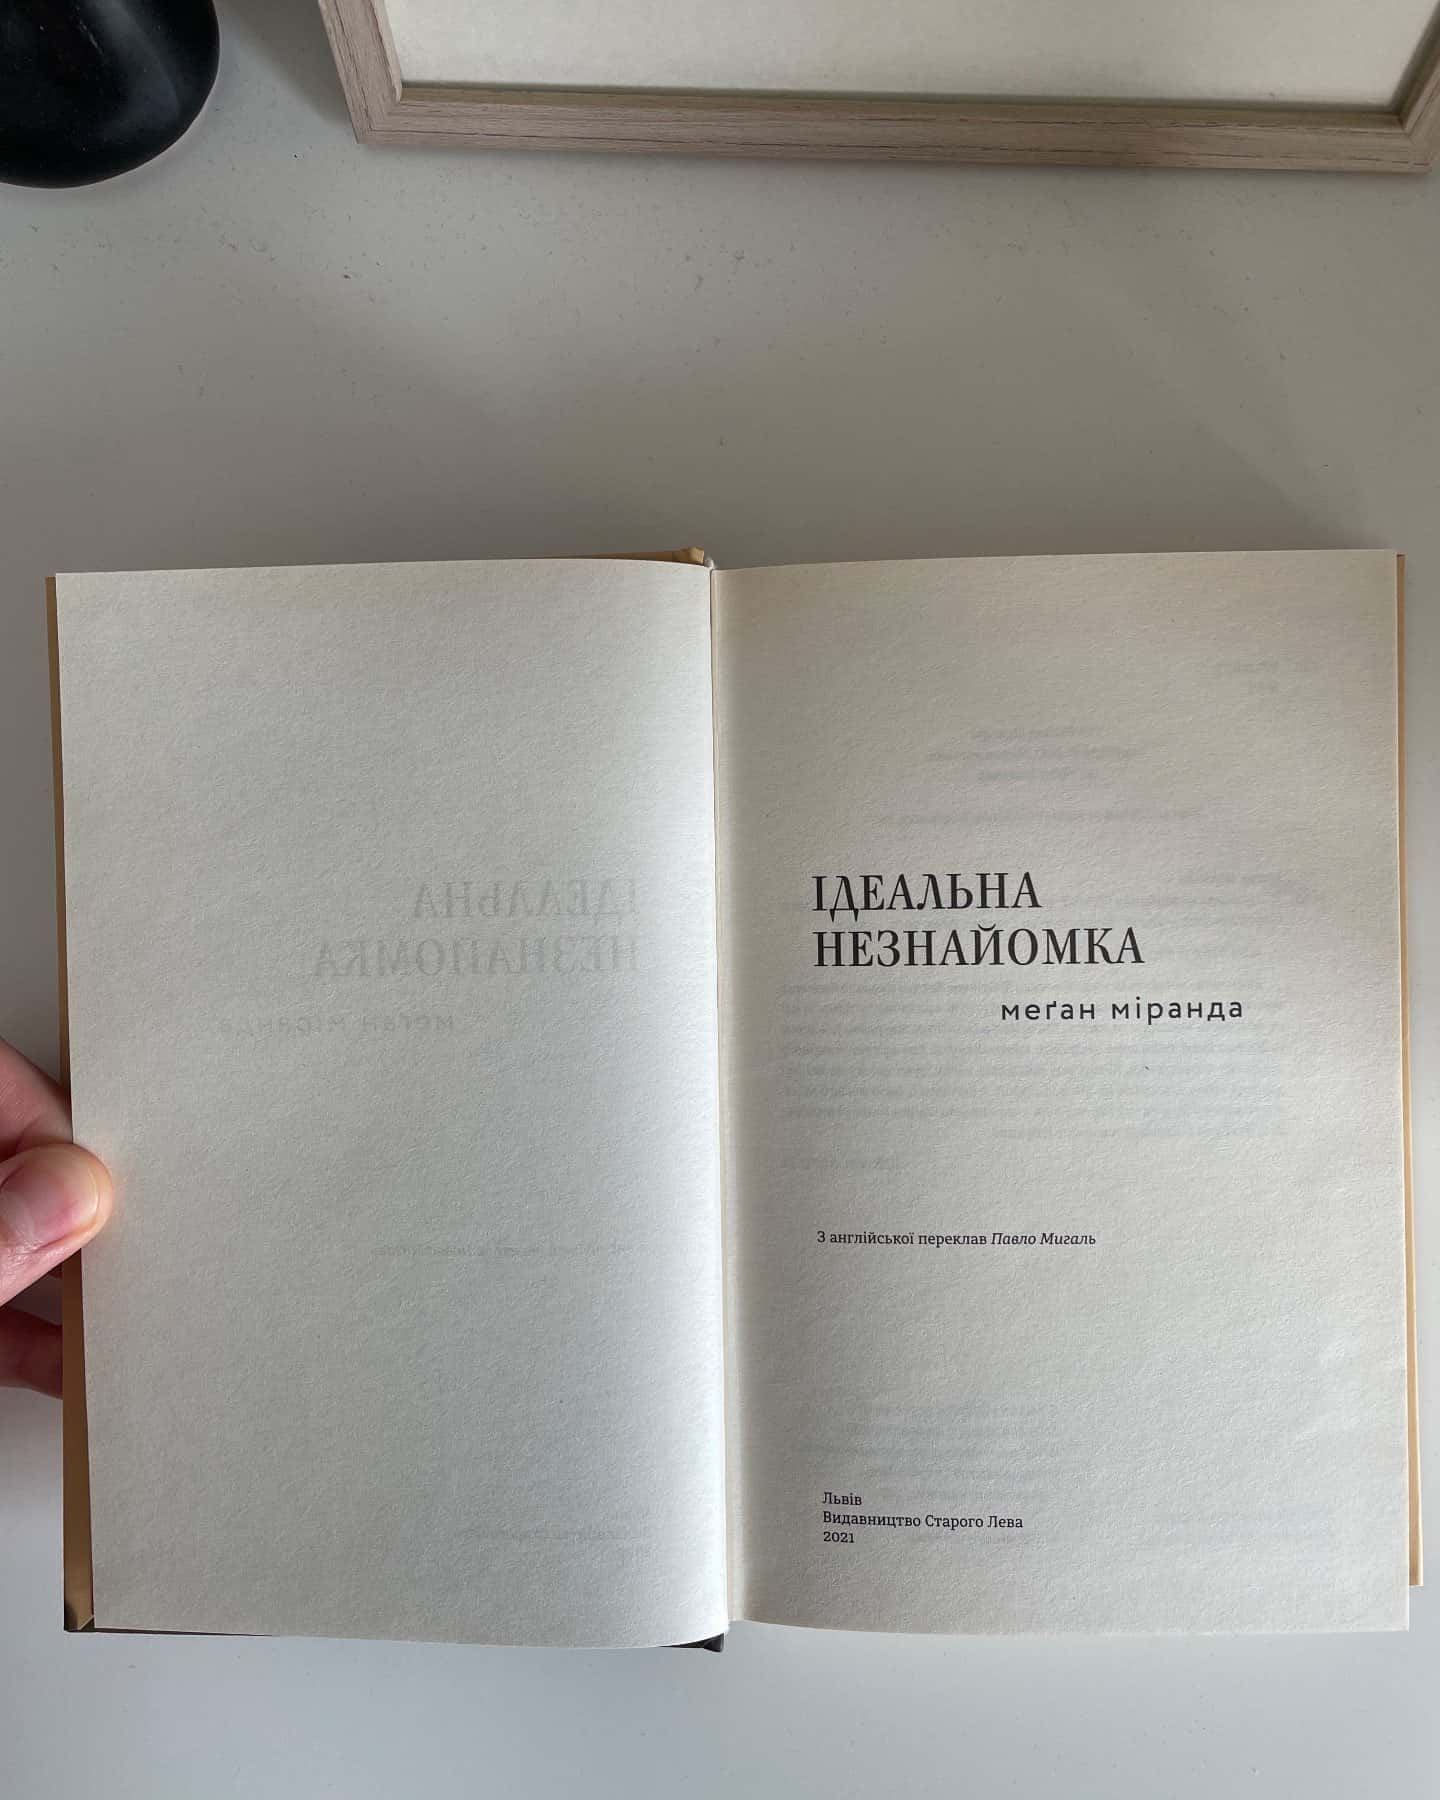 ІДЕАЛЬНА
НЕЗНАЙОМКА
меґан міранда
З англійської переклав Павло Мигаль
Львів
Видавництво Старого Лева
2021